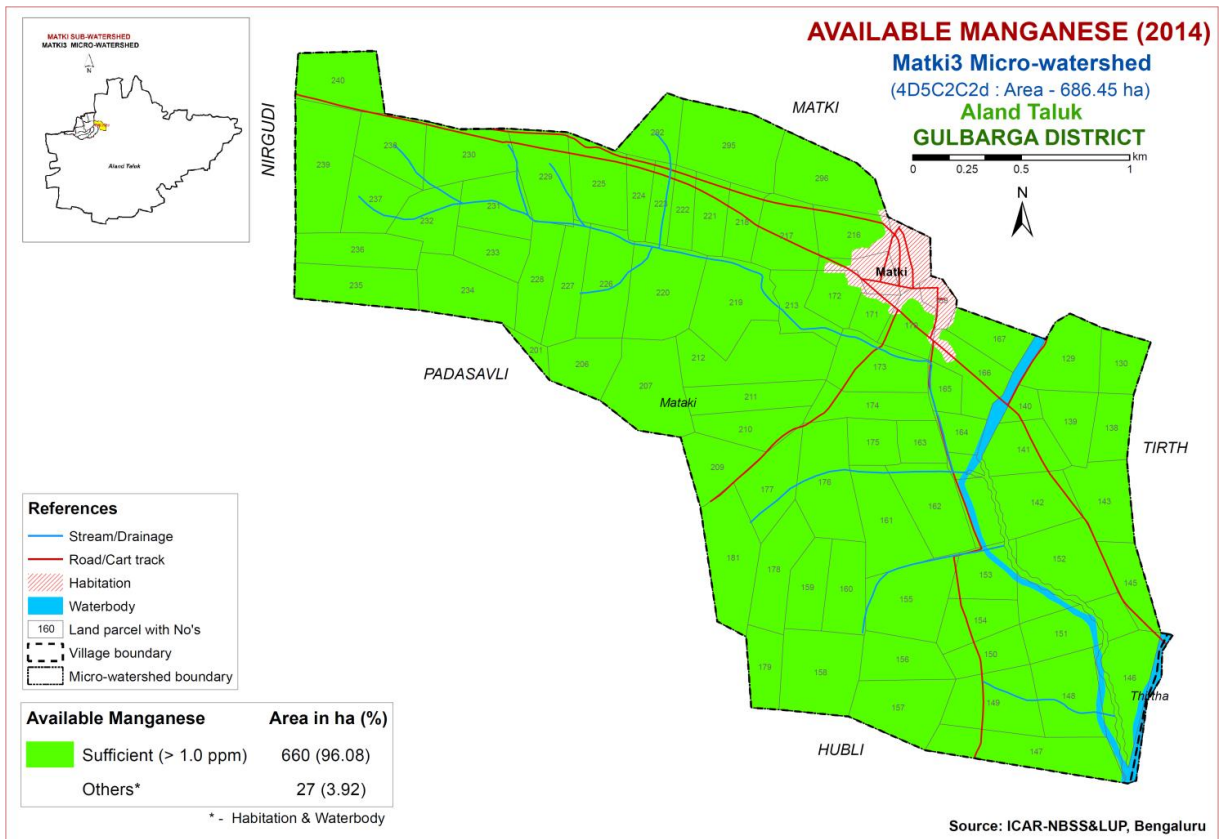 MATKI SUB-WATERSHED
MATKI3 MICRO-WATERSHED
N
Aland Taluk
AVAILABLE MANGANESE (2014)
Matki3 Micro-watershed
(4D5C2C2d : Area - 686.45 ha)
Aland Taluk
GULBARGA DISTRICT
km
0 0.25 0.5 1
N
NIRGUDI
MATKI
PADASAVLI
TIRTH
HUBLI
Matki
Mataki
240
292
295
238
230
239
229
225
296
224
223
222
221
218
217
216
237
231
232
236
233
235
234
228
227
226
220
219
213
172
171
170
167
129
130
201
206
207
212
173
166
165
140
139
138
211
174
210
164
141
175
163
209
176
177
162
142
143
161
181
178
159
160
152
153
145
155
154
151
150
156
179
158
146
148
149
157
147
References
Stream/Drainage
Road/Cart track
Habitation
Waterbody
160 Land parcel with No's
Village boundary
Micro-watershed boundary
Available Manganese Area in ha (%)
Sufficient (> 1.0 ppm) 660 (96.08)
Others* 27 (3.92)
* - Habitation & Waterbody
Source: ICAR-NBSS&LUP, Bengaluru